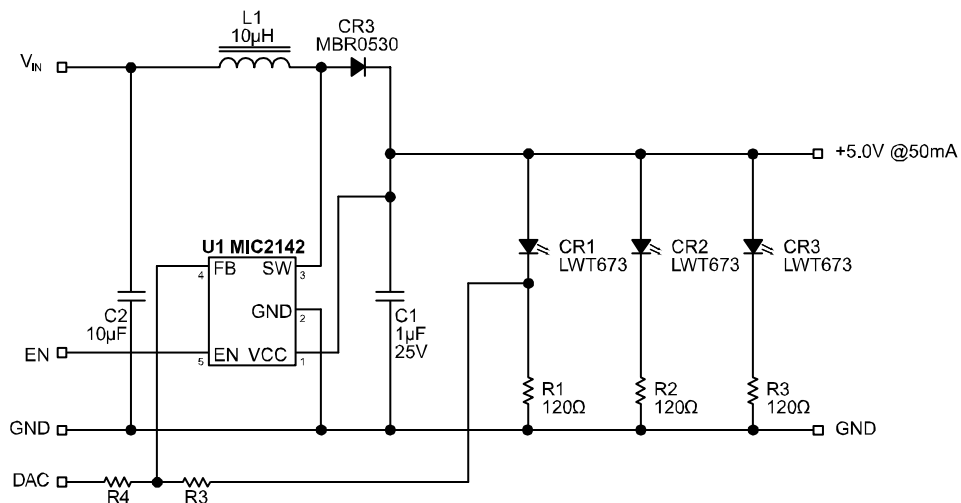 L1
10µH
CR3
MBR0530
VIN
+5.0V @50mA
U1 MIC2142
4 FB SW 3
GND 2
5 EN VCC 1
C2
10µF
C1
1µF
25V
CR1
LWT673
CR2
LWT673
CR3
LWT673
EN
R1
120Ω
R2
120Ω
R3
120Ω
GND
GND
DAC
R4
R3